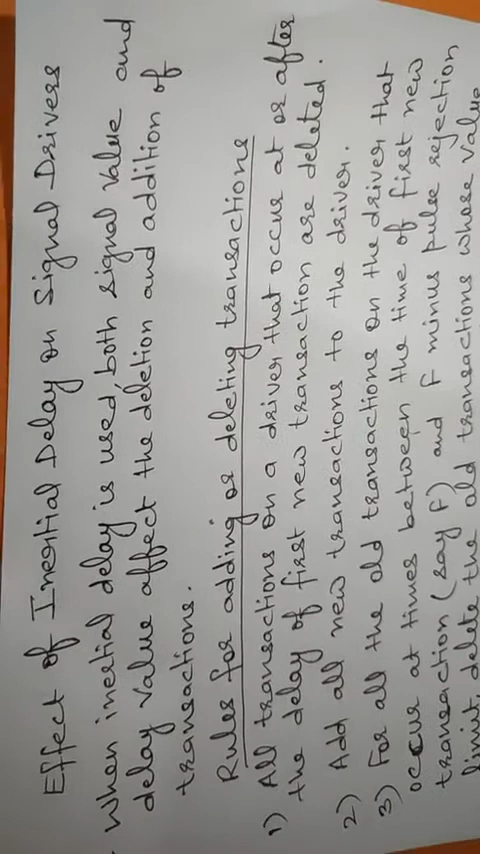 Effect of Inertial Delay on Signal Drivers
When inertial delay is used, both signal value and
delay value affect the deletion and addition of
transactions.
Rules for adding or deleting transactions
1) All transactions on a driver that occur at or after
the delay of first new transaction are deleted.
2) Add all new transactions to the driver.
3) For all the old transactions on the driver that
occur at times between the time of first new
transaction (say F) and F minus pulse rejection
limit, delete the old transactions whose value